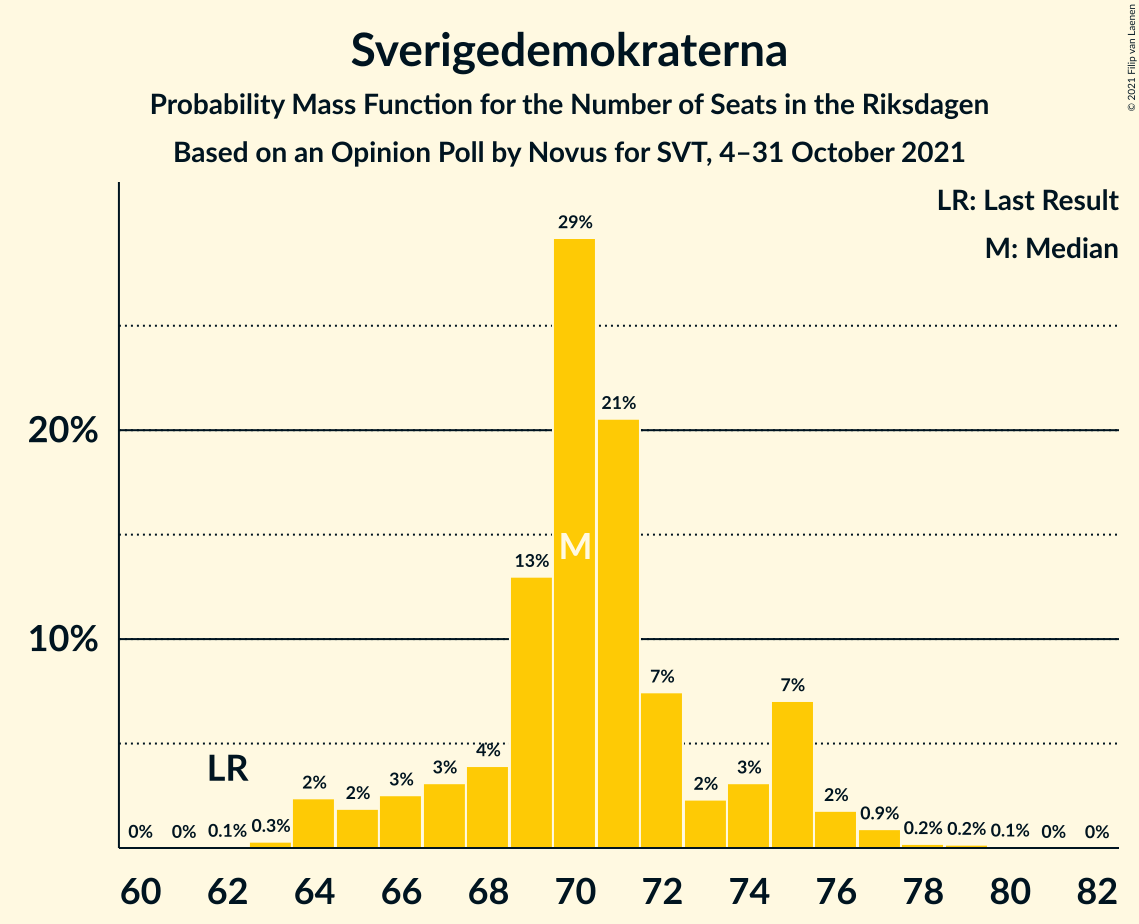 Sverigedemokraterna
Probability Mass Function for the Number of Seats in the Riksdagen
Based on an Opinion Poll by Novus for SVT, 4–31 October 2021
© 2021 Filip van Laenen
LR: Last Result
M: Median
20%
10%
0% 0% 0.1% 0.3% 2% 2% 3% 3% 4% 13% 29% 21% 7% 2% 3% 7% 2% 0.9% 0.2% 0.2% 0.1% 0% 0%
LR
M
60 62 64 66 68 70 72 74 76 78 80 82